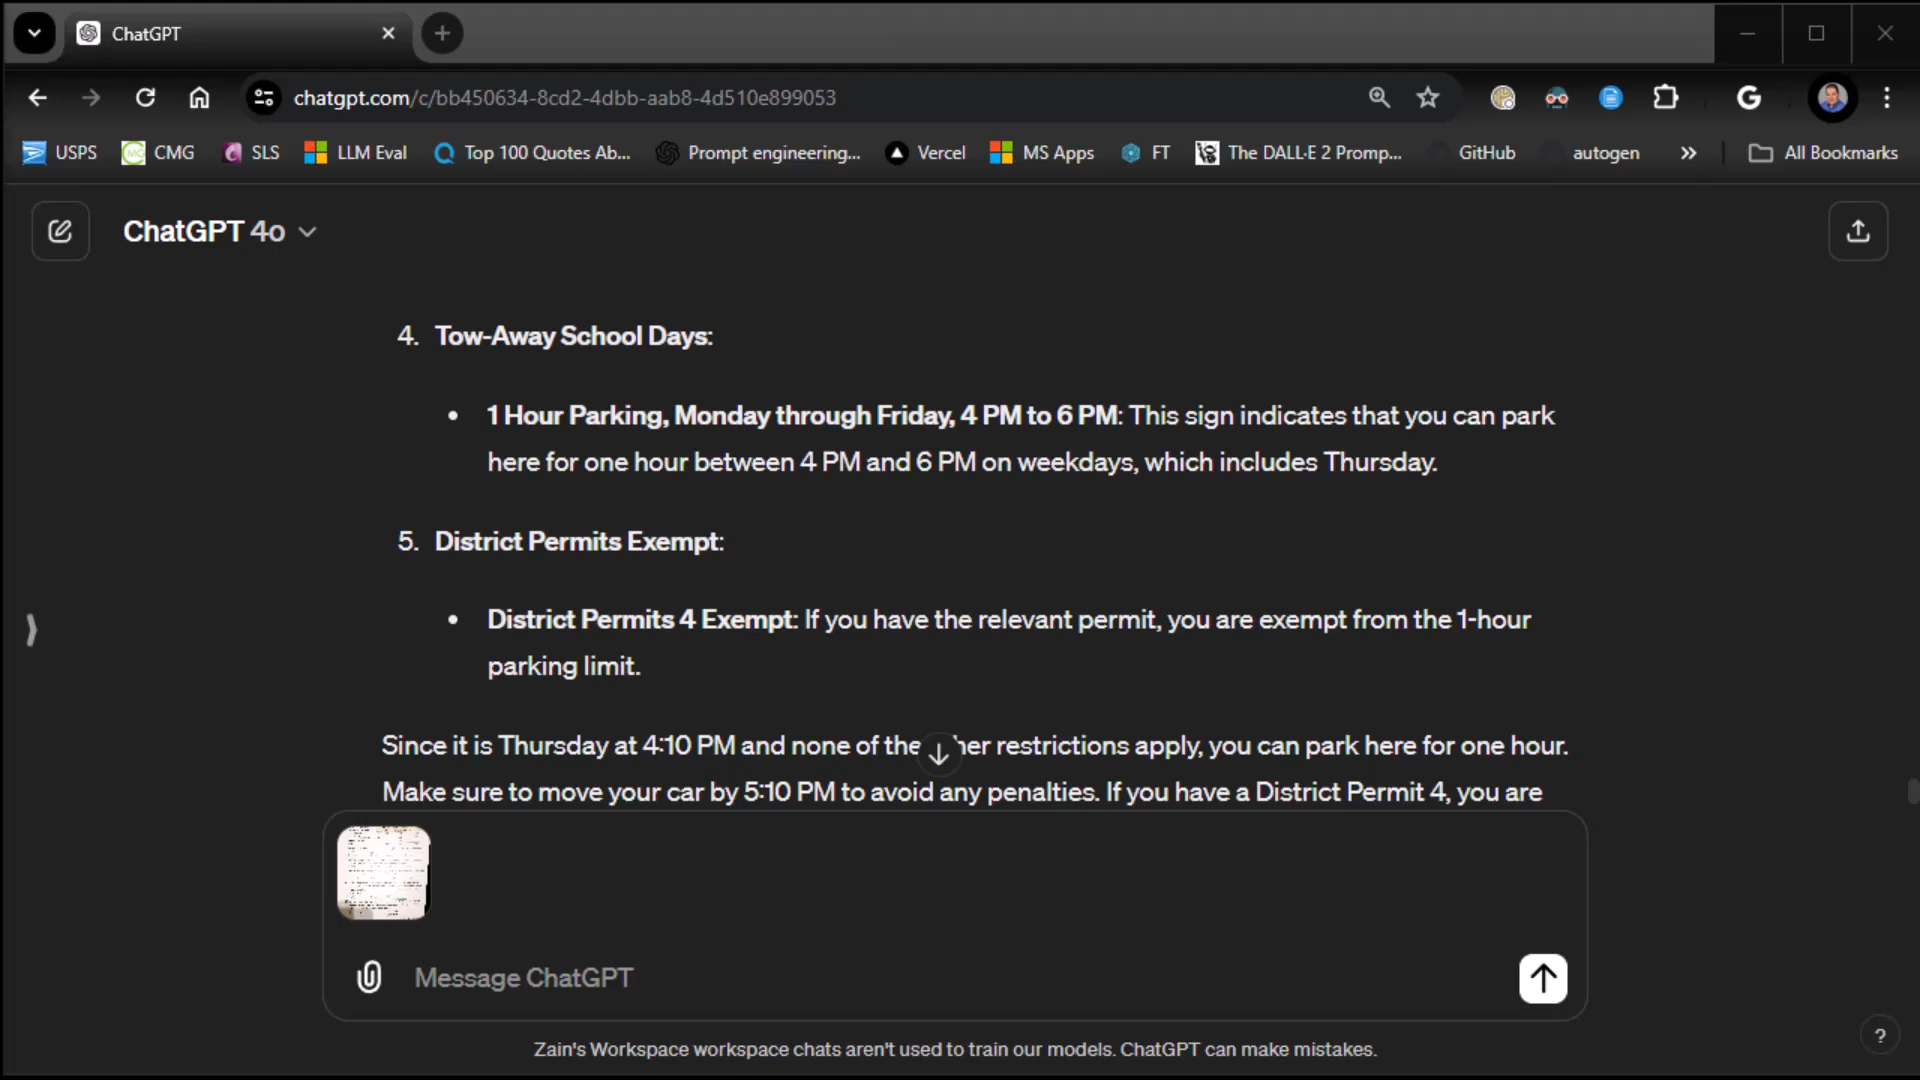 ChatGPT
chatgpt.com/c/bb450634-8cd2-4dbb-aab8-4d510e899053
USPS CMG SLS LLM Eval Top 100 Quotes Ab... Prompt engineering... Vercel MS Apps FT The DALL·E 2 Promp... GitHub autogen » All Bookmarks
ChatGPT 4o
4. Tow-Away School Days:
• 1 Hour Parking, Monday through Friday, 4 PM to 6 PM: This sign indicates that you can park
here for one hour between 4 PM and 6 PM on weekdays, which includes Thursday.
5. District Permits Exempt:
• District Permits 4 Exempt: If you have the relevant permit, you are exempt from the 1-hour
parking limit.
Since it is Thursday at 4:10 PM and none of the restrictions apply, you can park here for one hour.
Make sure to move your car by 5:10 PM to avoid any penalties. If you have a District Permit 4, you are
Message ChatGPT
Zain's Workspace workspace chats aren't used to train our models. ChatGPT can make mistakes.
?